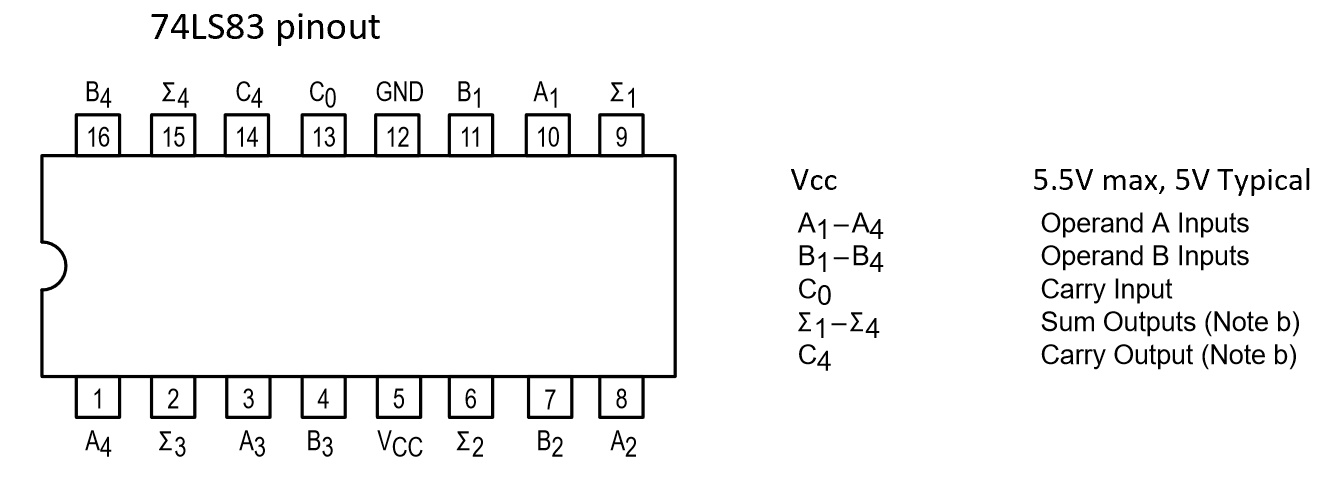 74LS83 pinout
B4 Σ4 C4 C0 GND B1 A1 Σ1
16 15 14 13 12 11 10 9
1 2 3 4 5 6 7 8
A4 Σ3 A3 B3 VCC Σ2 B2 A2
Vcc 5.5V max, 5V Typical
A1–A4 Operand A Inputs
B1–B4 Operand B Inputs
C0 Carry Input
Σ1–Σ4 Sum Outputs (Note b)
C4 Carry Output (Note b)